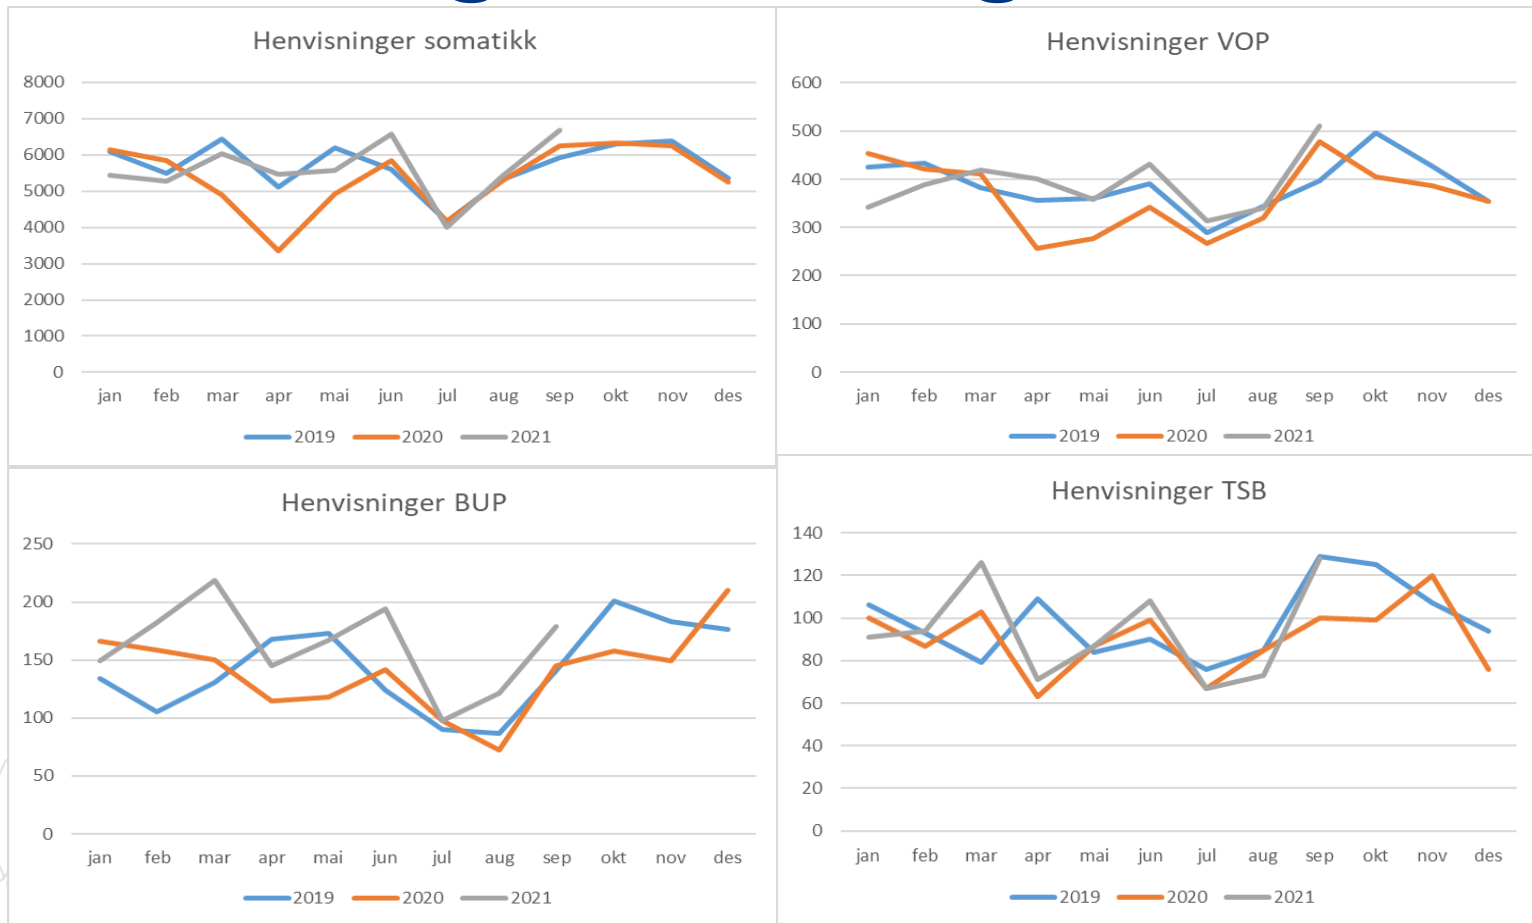 Henvisninger somatikk
8000
7000
6000
5000
4000
3000
2000
1000
0
jan feb mar apr mai jun jul aug sep okt nov des
2019 2020 2021
Henvisninger VOP
600
500
400
300
200
100
0
jan feb mar apr mai jun jul aug sep okt nov des
2019 2020 2021
Henvisninger BUP
250
200
150
100
50
0
jan feb mar apr mai jun jul aug sep okt nov des
2019 2020 2021
Henvisninger TSB
140
120
100
80
60
40
20
0
jan feb mar apr mai jun jul aug sep okt nov des
2019 2020 2021